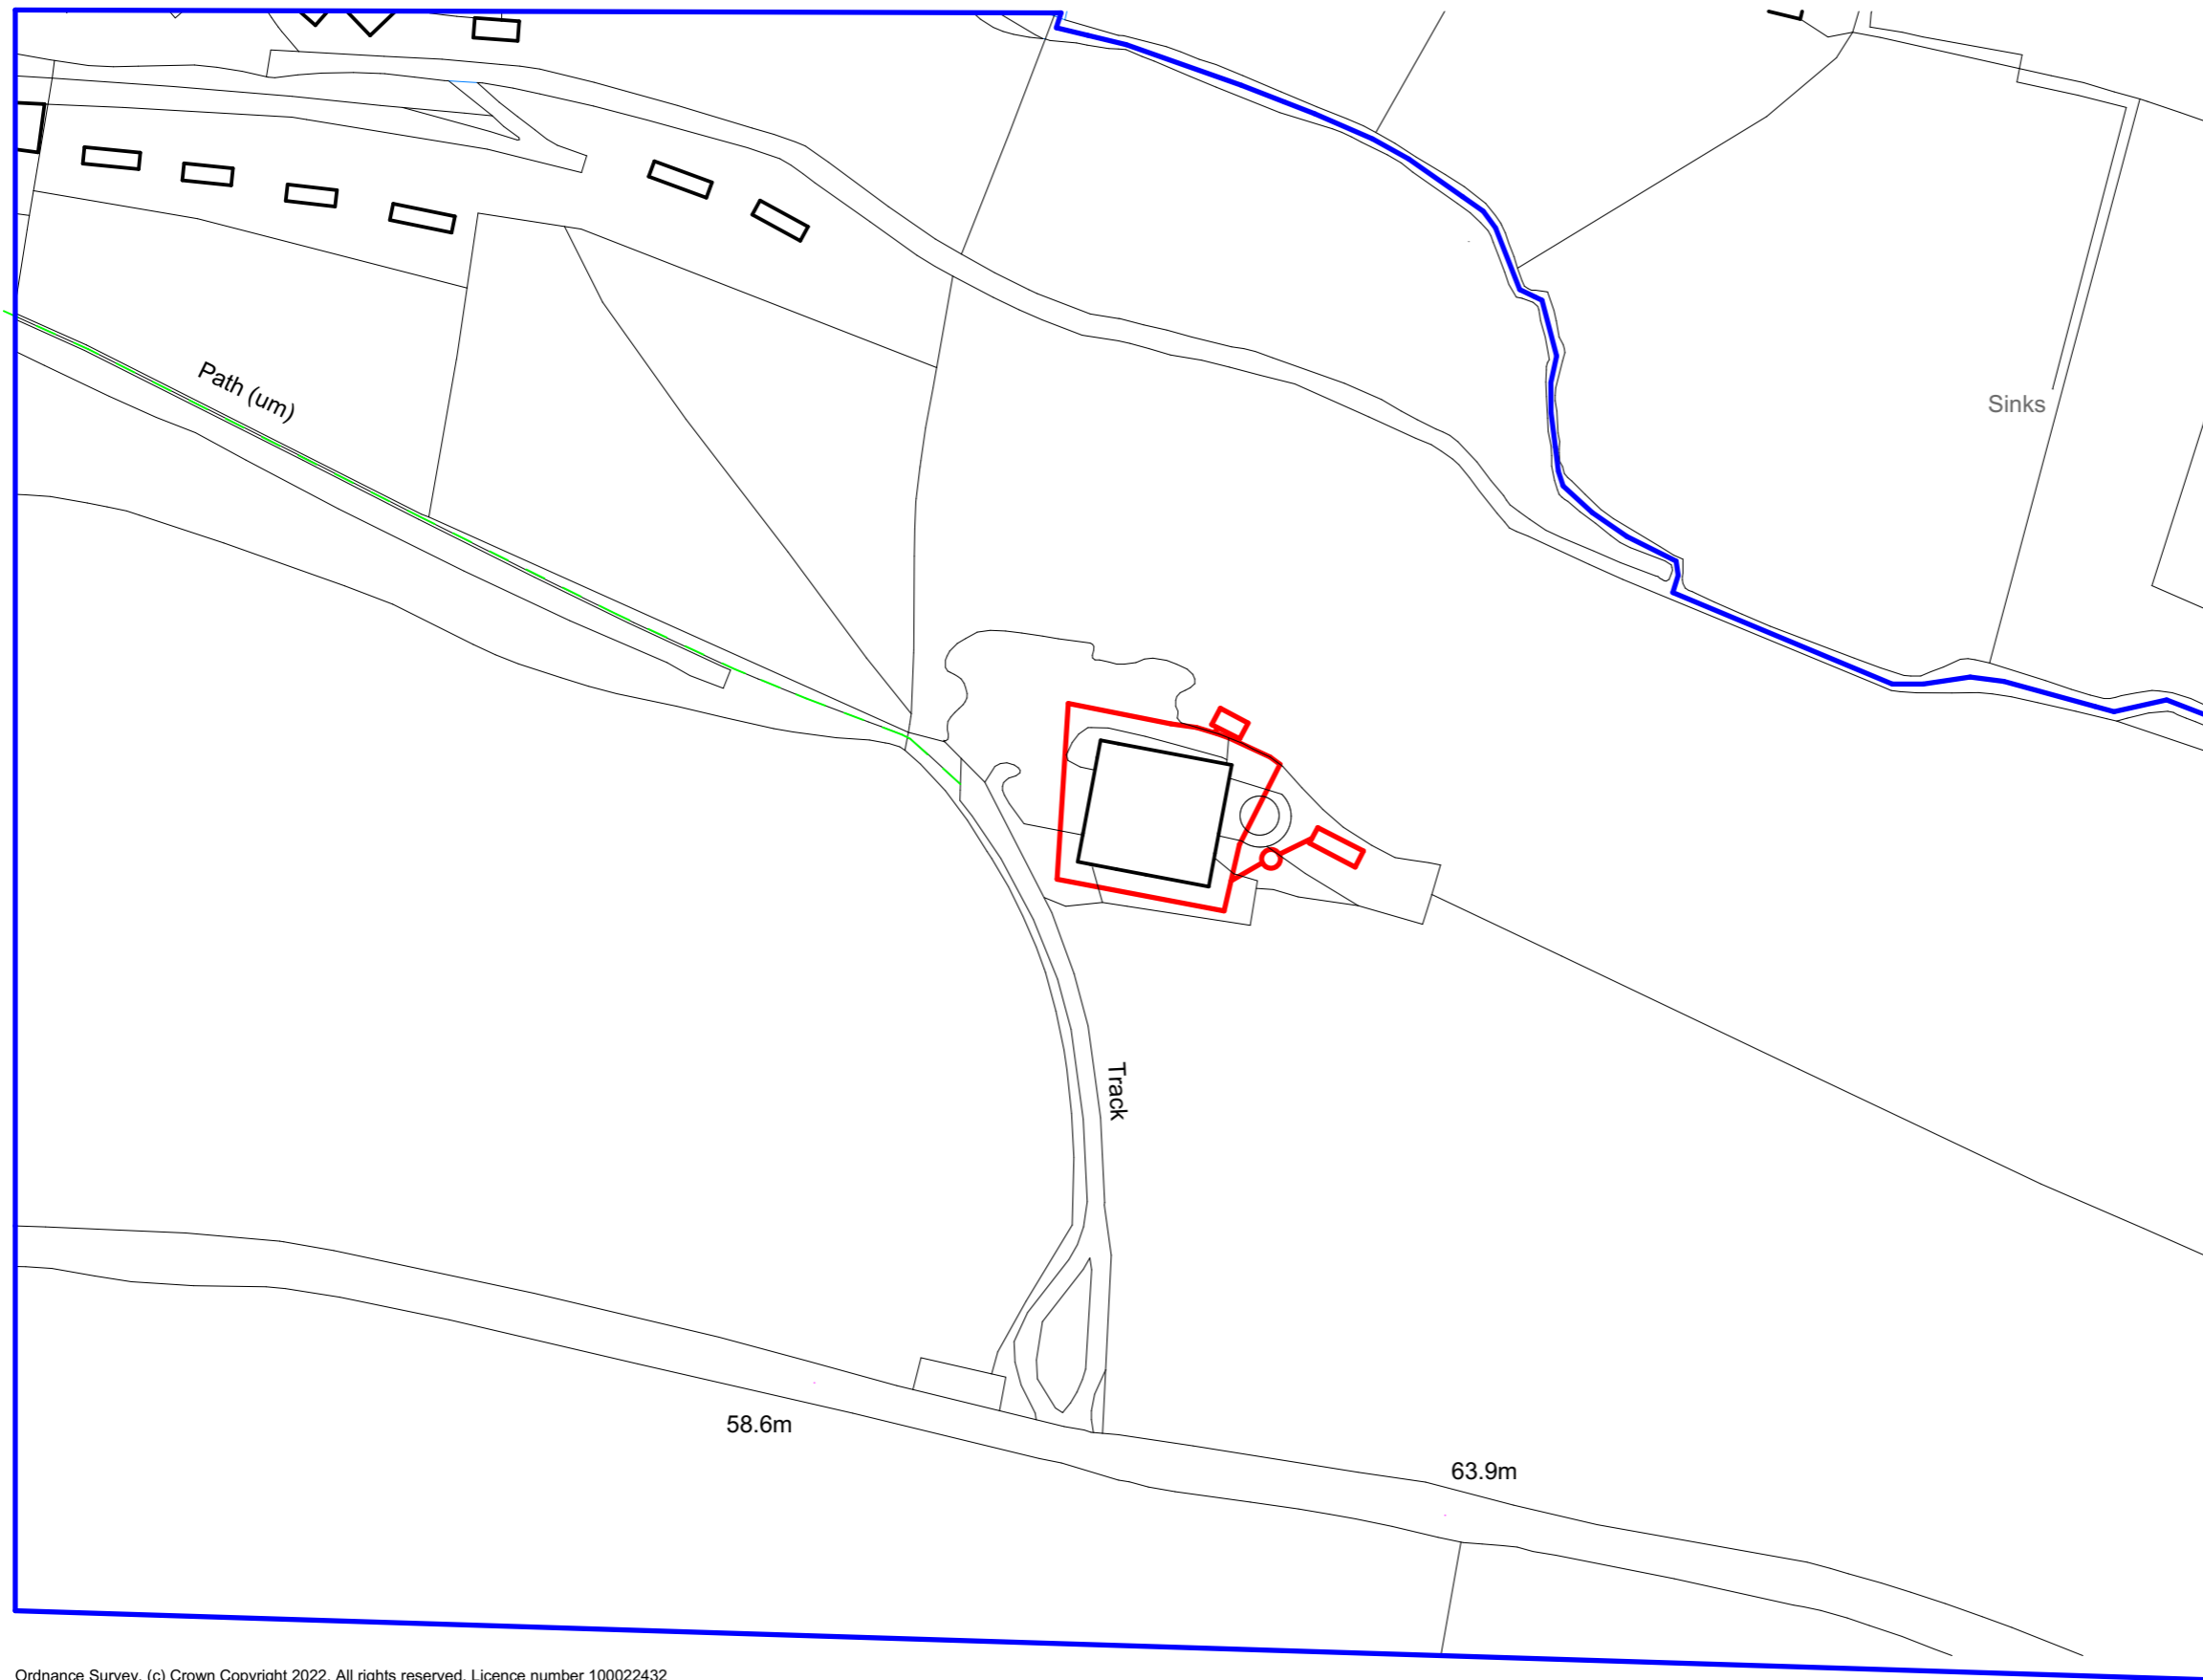 Path (um)
Sinks
Track
58.6m
63.9m
Ordnance Survey, (c) Crown Copyright 2022. All rights reserved. Licence number 100022432